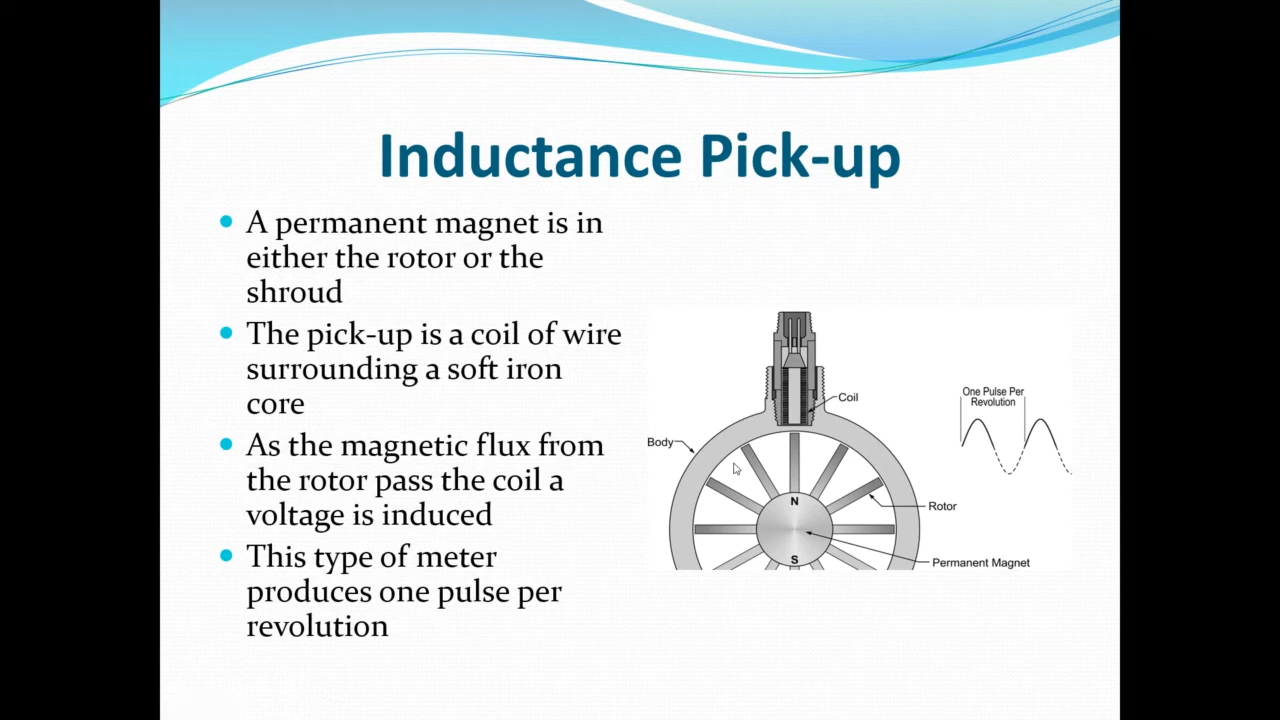 Inductance Pick-up
• A permanent magnet is in
either the rotor or the
shroud
• The pick-up is a coil of wire
surrounding a soft iron
core
• As the magnetic flux from
the rotor pass the coil a
voltage is induced
• This type of meter
produces one pulse per
revolution
Coil
Body
One Pulse Per
Revolution
N
Rotor
S
Permanent Magnet